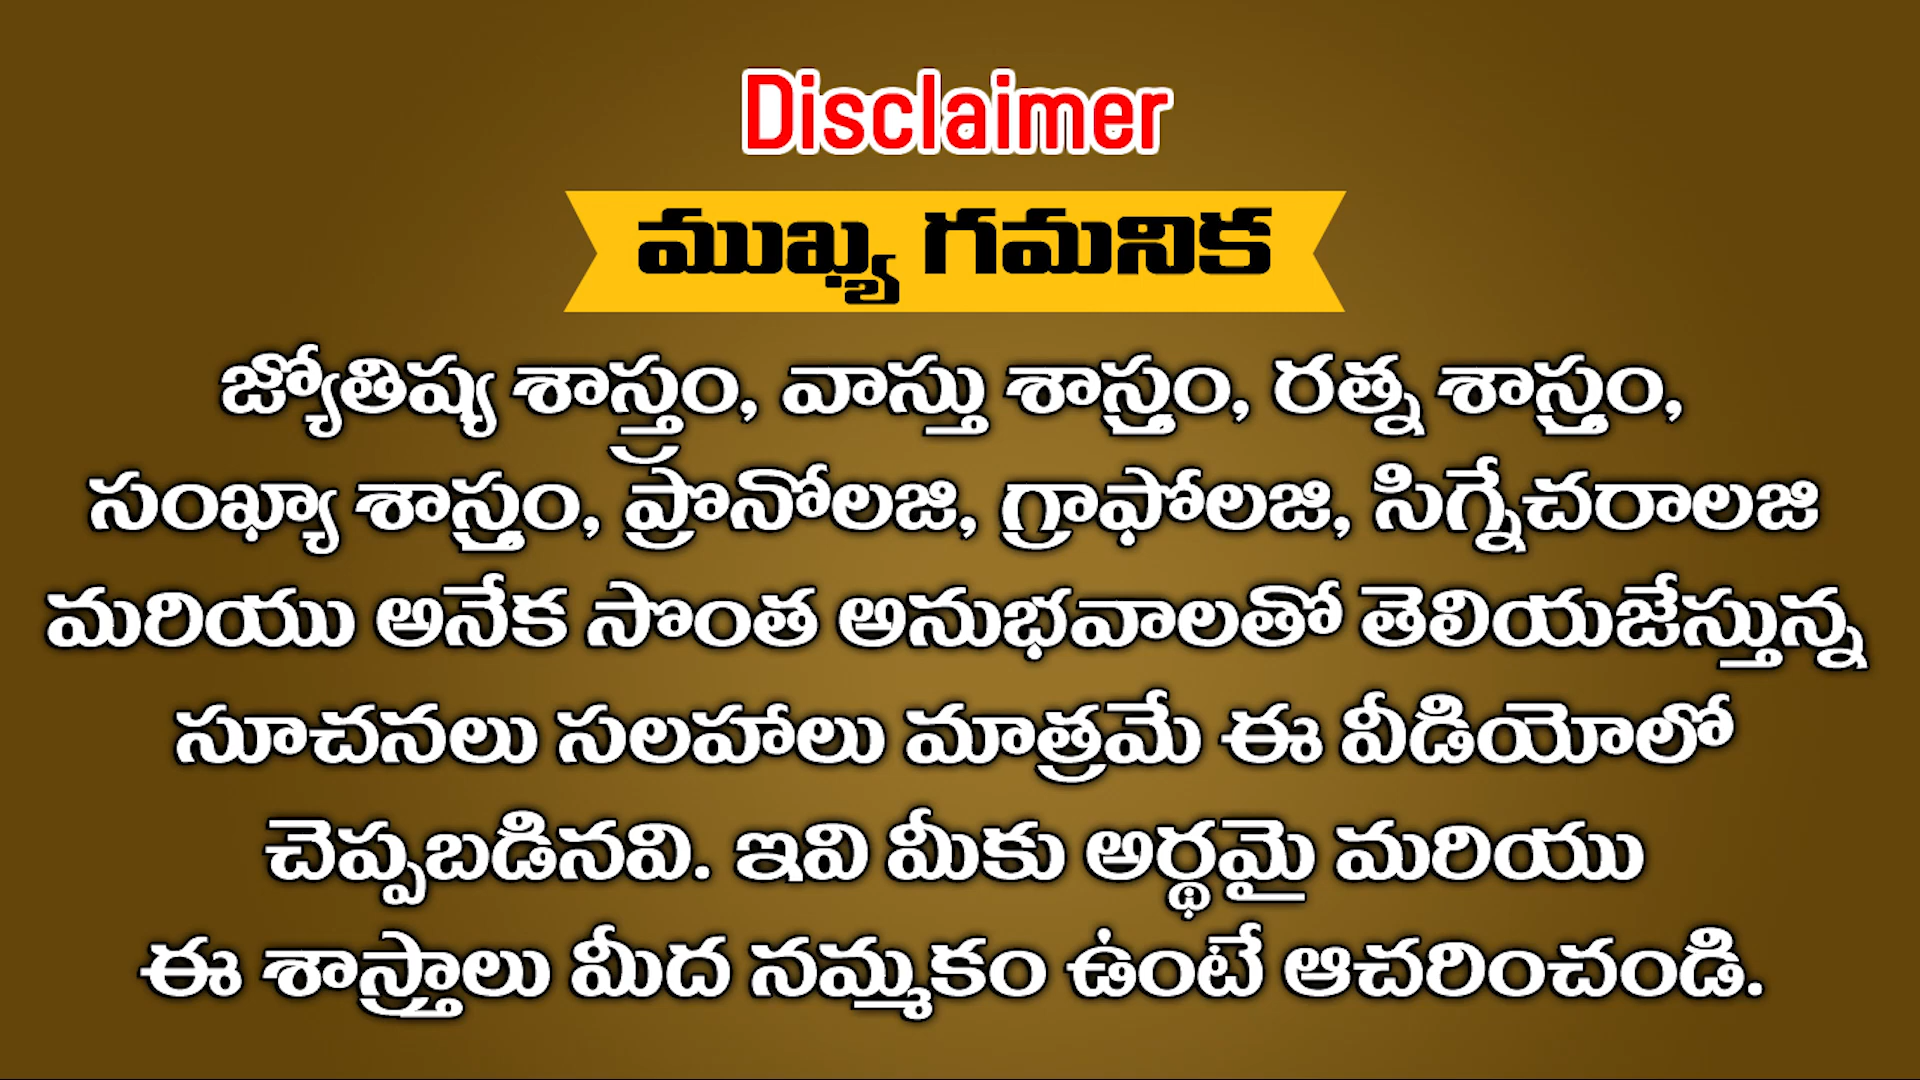 Disclaimer
ముఖ్య గమనిక
జ్యోతిష్య శాస్త్రం, వాస్తు శాస్త్రం, రత్న శాస్త్రం,
సంఖ్యా శాస్త్రం, ప్రొనోలజి, గ్రాఫోలజి, సిగ్నేచరాలజి
మరియు అనేక సొంత అనుభవాలతో తెలియజేస్తున్న
సూచనలు సలహాలు మాత్రమే ఈ వీడియోలో
చెప్పబడినవి. ఇవి మీకు అర్థమై మరియు
ఈ శాస్త్రాలు మీద నమ్మకం ఉంటే ఆచరించండి.